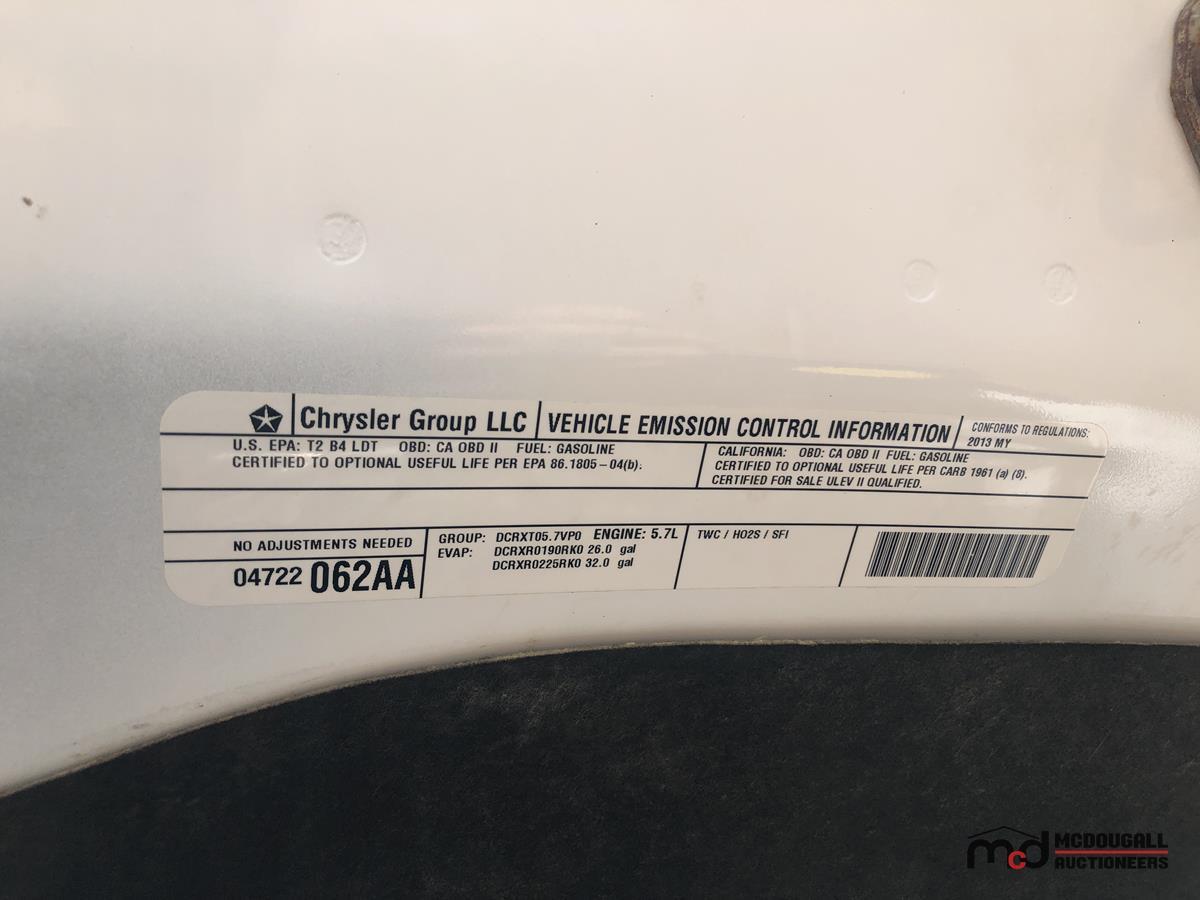 Chrysler Group LLC
VEHICLE EMISSION CONTROL INFORMATION
CONFORMS TO REGULATIONS:
2013 MY
U.S. EPA: T2 B4 LDT OBD: CA OBD II FUEL: GASOLINE
CERTIFIED TO OPTIONAL USEFUL LIFE PER EPA 86.1805-04(b).
CALIFORNIA: OBD: CA OBD II FUEL: GASOLINE
CERTIFIED TO OPTIONAL USEFUL LIFE PER CARB 1961 (a) (8).
CERTIFIED FOR SALE ULEV II QUALIFIED.
NO ADJUSTMENTS NEEDED
04722 062AA
GROUP: DCRXT05.7VP0 ENGINE: 5.7L
EVAP: DCRXR0190RK0 26.0 gal
DCRXR0225RK0 32.0 gal
TWC / HO2S / SFI
mcd MCDOUGALL
AUCTIONEERS